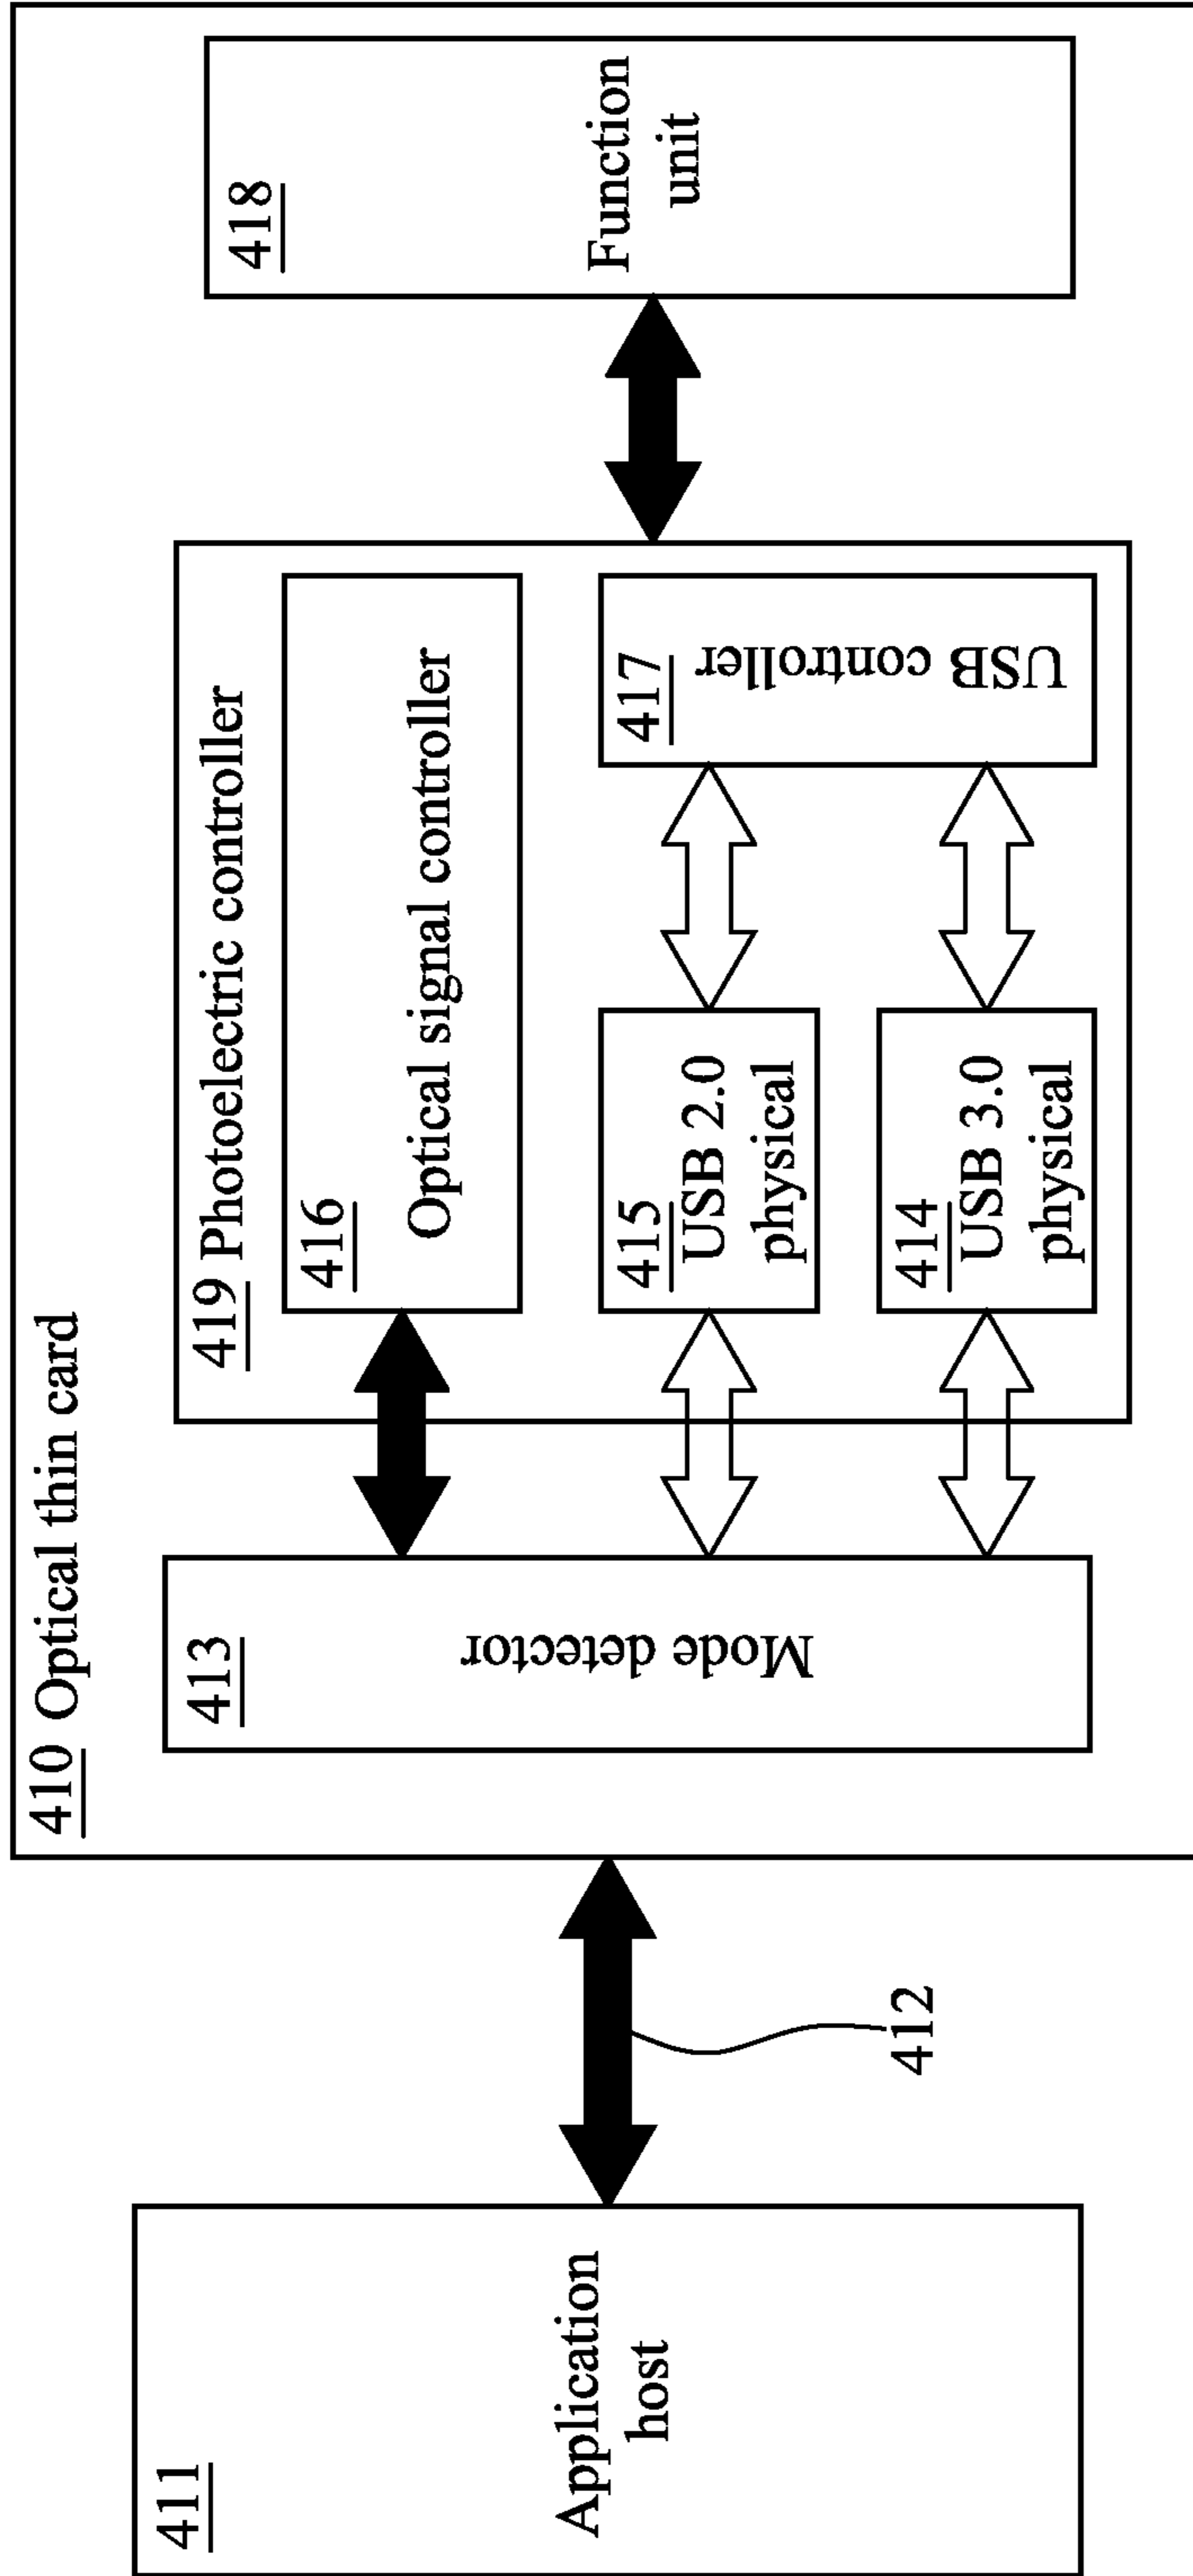 410 Optical thin card
411
Application
host
412
413
Mode detector
419 Photoelectric controller
416
Optical signal controller
415
USB 2.0
physical
414
USB 3.0
physical
417
USB controller
418
Function
unit